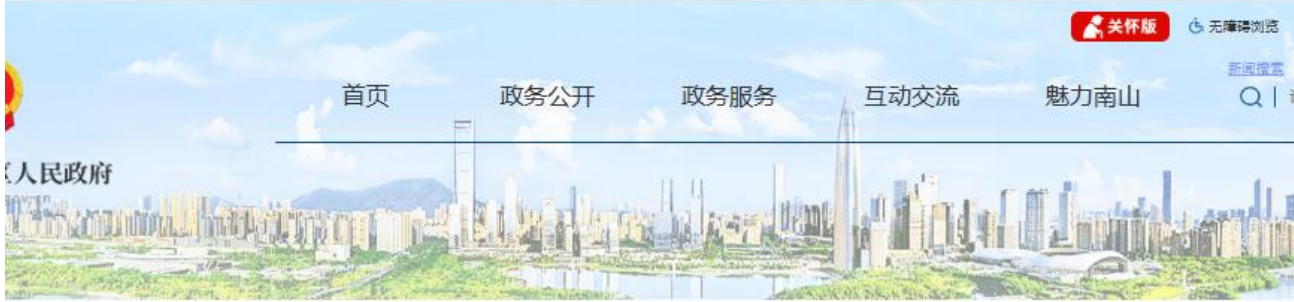 关怀版
无障碍浏览
新闻搜索
首页
政务公开
政务服务
互动交流
魅力南山
人民政府